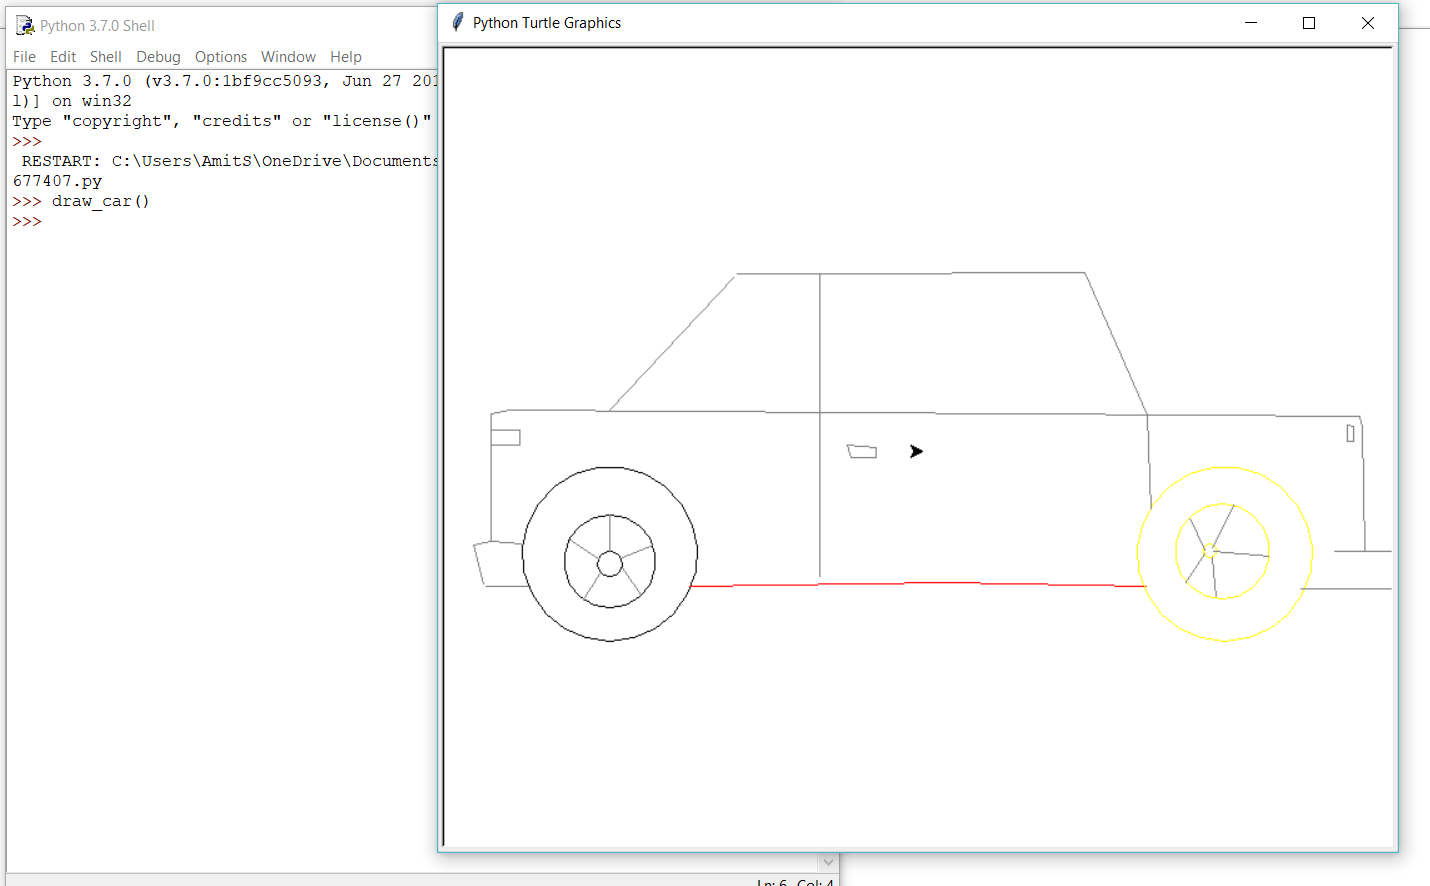 Python 3.7.0 Shell
File Edit Shell Debug Options Window Help
Python 3.7.0 (v3.7.0:1bf9cc5093, Jun 27 201
l)] on win32
Type "copyright", "credits" or "license()"
>>>
RESTART: C:\Users\AmitS\OneDrive\Documents
677407.py
>>> draw_car()
>>>
Python Turtle Graphics
Ln: 6 Col: 4